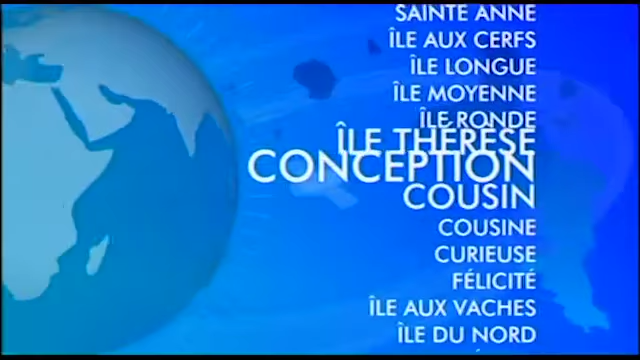 SAINTE ANNE
ÎLE AUX CERFS
ÎLE LONGUE
ÎLE MOYENNE
ÎLE RONDE
ÎLE THÉRÈSE
CONCEPTION
COUSIN
COUSINE
CURIEUSE
FÉLICITÉ
ÎLE AUX VACHES
ÎLE DU NORD